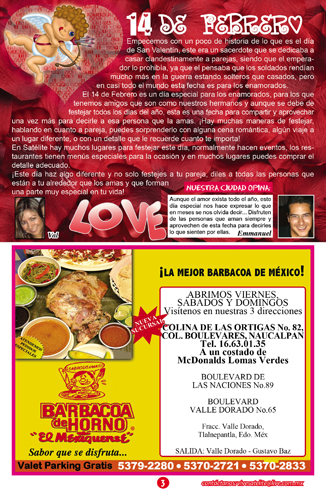 14 DE FEBRERO
Empecemos con un poco de historia de lo que es el día
de San Valentín, este era un sacerdote que se dedicaba a
casar clandestinamente a parejas, siendo que el empera-
dor lo prohibía, ya que el pensaba que los soldados rendían
mucho más en la guerra estando solteros que casados, pero
en casi todo el mundo esta fecha es para los enamorados.
El 14 de Febrero es un día especial para los enamorados, para los que
tenemos amigos que son como nuestros hermanos y aunque se debe de
festejar todos los días del año, esta es una fecha para compartir y aprovechar
una vez más para decirle a esa persona que la amas. ¡Hay muchas maneras de festejar,
hablando en cuanto a pareja, puedes sorprenderlo con alguna cena romántica, algún viaje a
un lugar diferente, o con un detalle que le recuerde cuanto te importa!
En Satélite hay muchos lugares para festejar este día, normalmente hacen eventos, los res-
taurantes tienen menús especiales para la ocasión y en muchos lugares puedes comprar el
detalle adecuado.
¡Este día haz algo diferente y no solo festejes a tu pareja, diles a todas las personas que
están a tu alrededor que los amas y que forman
una parte muy especial en tu vida!
NUESTRA CIUDAD OPINA:
Aunque el amor exista todo el año, este
día especial nos hace expresar lo que
en meses se nos olvida decir... Disfruten
de las personas que aman siempre y
aprovechen de esta fecha para decirles
lo que sienten por ellas. Emmanuel
LOVE
¡LA MEJOR BARBACOA DE MÉXICO!
ABRIMOS VIERNES,
SABADOS Y DOMINGOS
Visítenos en nuestras 3 direcciones
NUEVA
SUCURSAL
COLINA DE LAS ORTIGAS No. 82,
COL. BOULEVARES, NAUCALPAN
Tel. 16.63.01.35
A un costado de
McDonalds Lomas Verdes
BOULEVARD
DE LAS NACIONES No.89
BOULEVARD
VALLE DORADO No.65
Fracc. Valle Dorado,
Tlalnepantla, Edo. Méx
SALIDA: Valle Dorado - Gustavo Baz
BARBACOA
de HORNO
"El Mexiquense"
Sabor que se disfruta...
Valet Parking Gratis 5379-2280 • 5370-2721 • 5370-2833
3